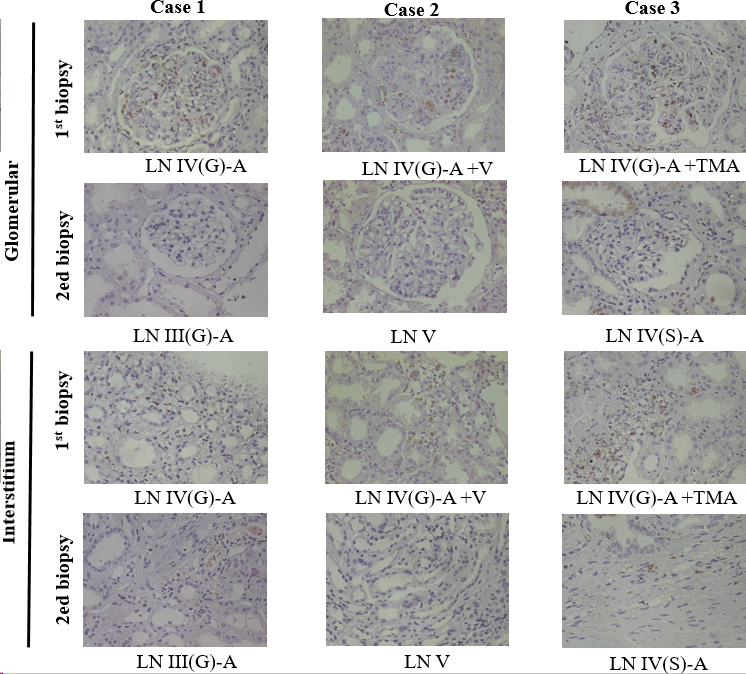 Case 1 Case 2 Case 3
Glomerular
1st biopsy
LN IV(G)-A LN IV(G)-A +V LN IV(G)-A +TMA
2ed biopsy
LN III(G)-A LN V LN IV(S)-A
Interstitium
1st biopsy
LN IV(G)-A LN IV(G)-A +V LN IV(G)-A +TMA
2ed biopsy
LN III(G)-A LN V LN IV(S)-A